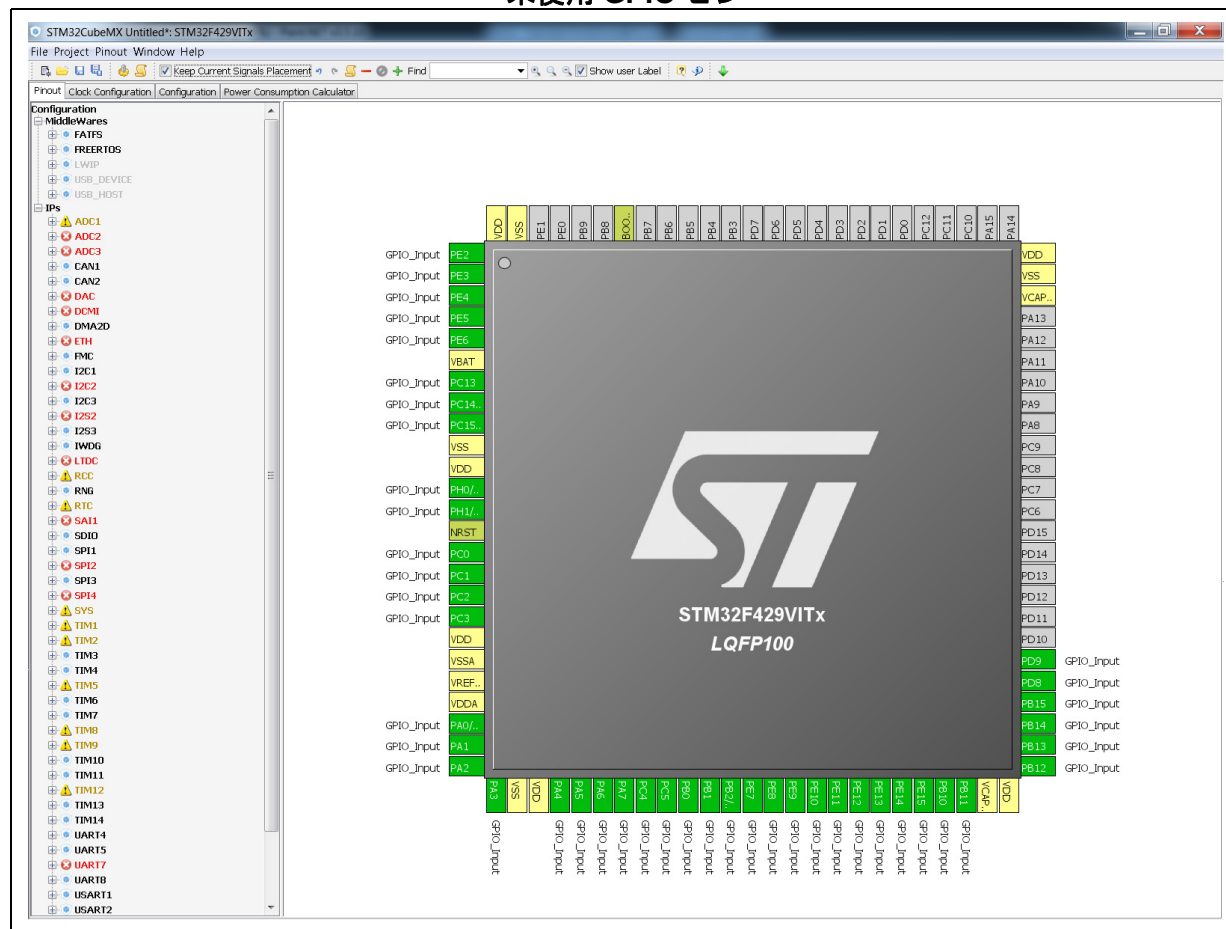 STM32CubeMX Untitled*: STM32F429VITx
File Project Pinout Window Help
Keep Current Signals Placement
Find
Show user Label
Pinout
Clock Configuration
Configuration
Power Consumption Calculator
Configuration
MiddleWares
FATFS
FREERTOS
LWIP
USB_DEVICE
USB_HOST
IPs
ADC1
ADC2
ADC3
CAN1
CAN2
DAC
DCMI
DMA2D
ETH
FMC
I2C1
I2C2
I2C3
I2S2
I2S3
IWDG
LTDC
RCC
RNG
RTC
SAI1
SDIO
SPI1
SPI2
SPI3
SPI4
SYS
TIM1
TIM2
TIM3
TIM4
TIM5
TIM6
TIM7
TIM8
TIM9
TIM10
TIM11
TIM12
TIM13
TIM14
UART4
UART5
UART7
UART8
USART1
USART2
VDD
VSS
PE1
PE0
PB9
PB8
BOO..
PB7
PB6
PB5
PB4
PB3
PD7
PD6
PD5
PD4
PD3
PD2
PD1
PD0
PC12
PC11
PC10
PA15
PA14
GPIO_Input PE2
GPIO_Input PE3
GPIO_Input PE4
GPIO_Input PE5
GPIO_Input PE6
VBAT
GPIO_Input PC13
GPIO_Input PC14..
GPIO_Input PC15..
VSS
VDD
GPIO_Input PH0/..
GPIO_Input PH1/..
NRST
GPIO_Input PC0
GPIO_Input PC1
GPIO_Input PC2
GPIO_Input PC3
VDD
VSSA
VREF..
VDDA
GPIO_Input PA0/..
GPIO_Input PA1
GPIO_Input PA2
ST
STM32F429VITx
LQFP100
VDD
VSS
VCAP..
PA13
PA12
PA11
PA10
PA9
PA8
PC9
PC8
PC7
PC6
PD15
PD14
PD13
PD12
PD11
PD10
PD9 GPIO_Input
PD8 GPIO_Input
PB15 GPIO_Input
PB14 GPIO_Input
PB13 GPIO_Input
PB12 GPIO_Input
PA3 GPIO_Input
VSS
VDD
PA4 GPIO_Input
PA5 GPIO_Input
PA6 GPIO_Input
PA7 GPIO_Input
PC4 GPIO_Input
PC5 GPIO_Input
PB0 GPIO_Input
PB1 GPIO_Input
PB2/.. GPIO_Input
PE7 GPIO_Input
PE8 GPIO_Input
PE9 GPIO_Input
PE10 GPIO_Input
PE11 GPIO_Input
PE12 GPIO_Input
PE13 GPIO_Input
PE14 GPIO_Input
PE15 GPIO_Input
PB10 GPIO_Input
PB11 GPIO_Input
VCAP..
VDD